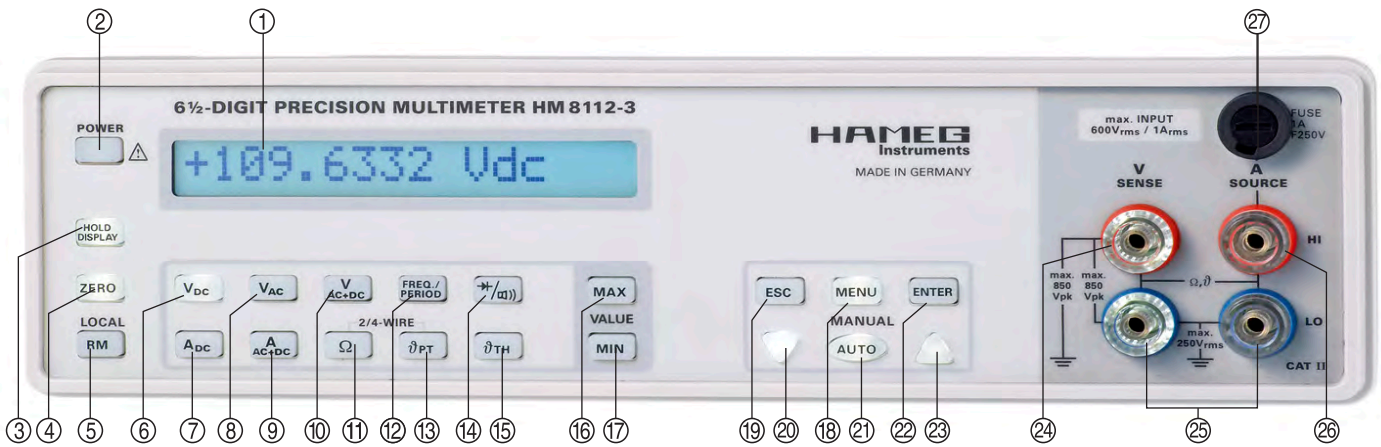 ② ① ㉗
6½-DIGIT PRECISION MULTIMETER HM 8112-3
POWER
+109.6332 Vdc
HAMEG
Instruments
MADE IN GERMANY
max. INPUT
600Vrms / 1Arms
FUSE
1A
F250V
V
SENSE
A
SOURCE
HOLD
DISPLAY
ZERO
LOCAL
RM
VDC
VAC
V
AC+DC
FREQ./
PERIOD
2/4-WIRE
ADC
A
AC+DC
Ω
ϑPT
ϑTH
MAX
VALUE
MIN
ESC
MENU
ENTER
MANUAL
AUTO
HI
max.
850
Vpk
max.
850
Vpk
Ω,ϑ
LO
max.
250Vrms
CAT II
③ ④ ⑤ ⑥ ⑦ ⑧ ⑨ ⑩ ⑪ ⑫ ⑬ ⑭ ⑮ ⑯ ⑰ ⑲ ⑳ ⑱ ㉑ ㉒ ㉓ ㉔ ㉕ ㉖